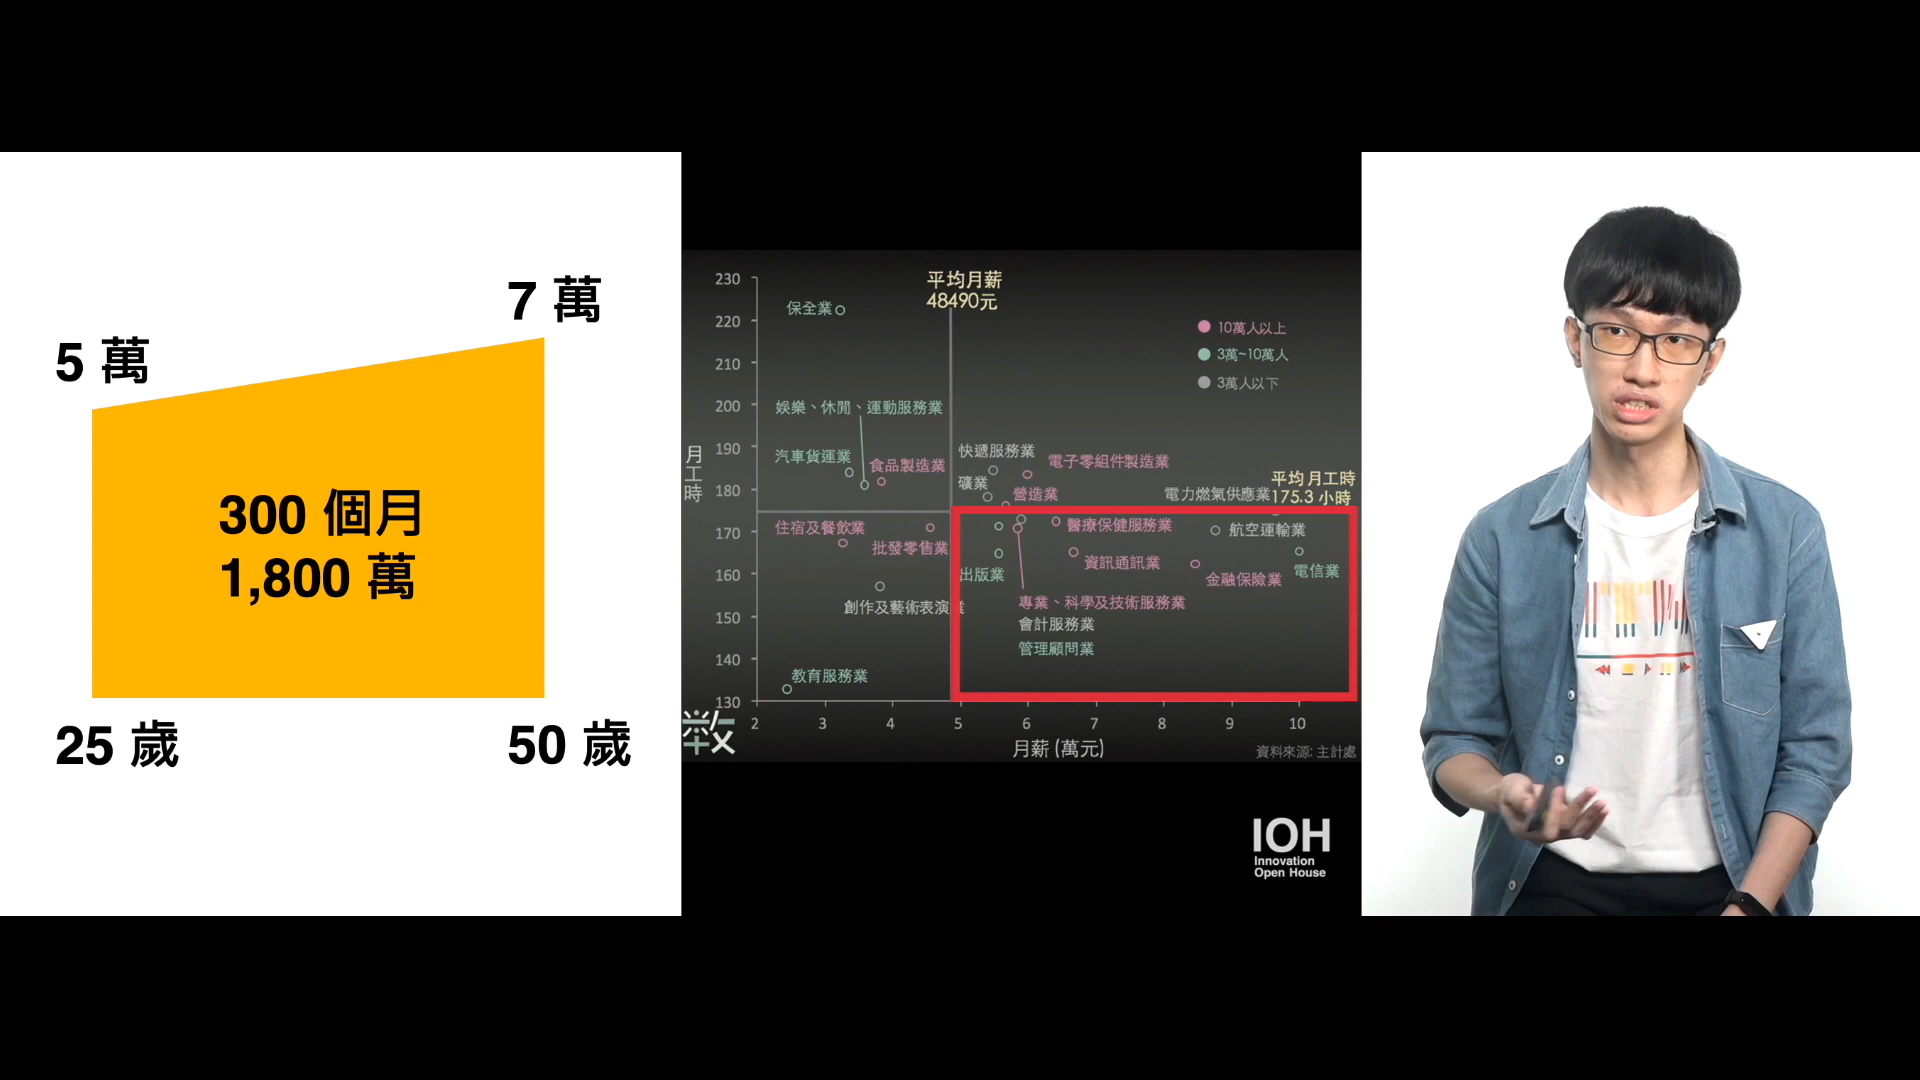 7 萬
5 萬
300 個月
1,800 萬
25 歲
50 歲
平均月薪
48490元
230
220
210
200
190
180
170
160
150
140
130
月工時
保全業
10萬人以上
3萬~10萬人
3萬人以下
娛樂、休閒、運動服務業
汽車貨運業
食品製造業
快遞服務業
電子零組件製造業
礦業
營造業
電力燃氣供應業
平均月工時
175.3 小時
住宿及餐飲業
批發零售業
醫療保健服務業
航空運輸業
出版業
資訊通訊業
金融保險業
電信業
創作及藝術表演業
專業、科學及技術服務業
會計服務業
管理顧問業
教育服務業
2
3
4
5
6
7
8
9
10
月薪 (萬元)
資料來源: 主計處
数
IOH
Innovation
Open House